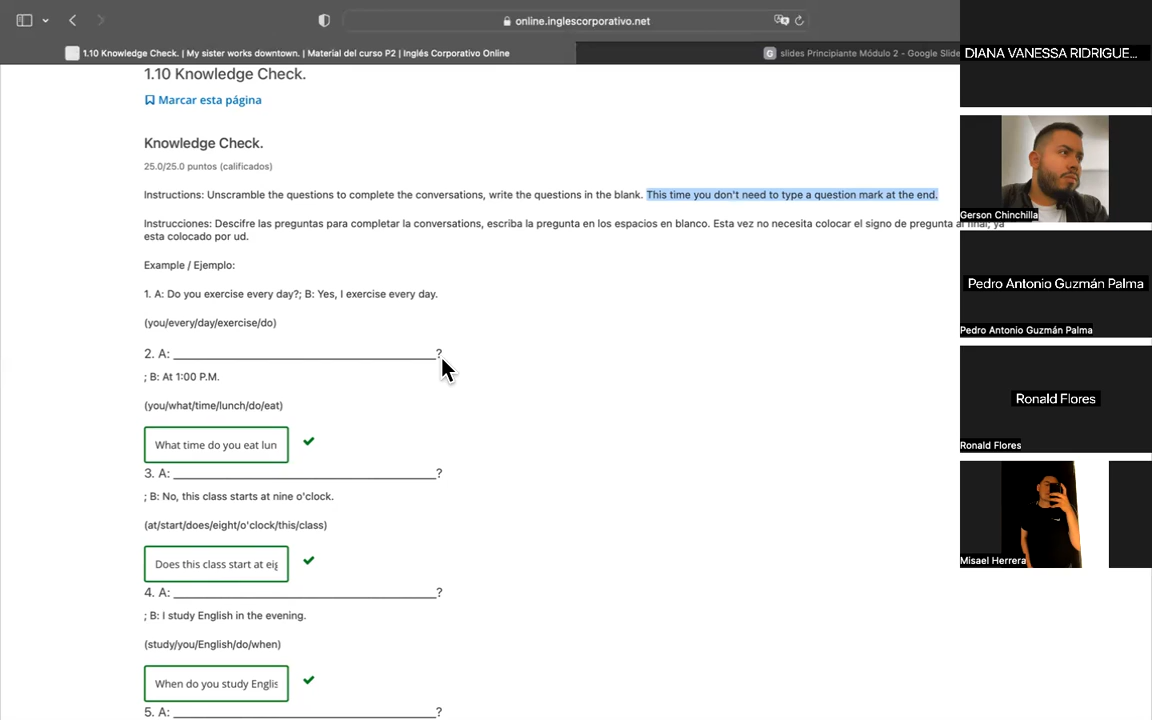 online.inglescorporativo.net
1.10 Knowledge Check. | My sister works downtown. | Material del curso P2 | Inglés Corporativo Online
G slides Principiante Módulo 2 - Google Slide
1.10 Knowledge Check.
Marcar esta página
Knowledge Check.
25.0/25.0 puntos (calificados)
Instructions: Unscramble the questions to complete the conversations, write the questions in the blank. This time you don't need to type a question mark at the end.
Instrucciones: Descifre las preguntas para completar la conversations, escriba la pregunta en los espacios en blanco. Esta vez no necesita colocar el signo de pregunta al final, ya
esta colocado por ud.
Example / Ejemplo:
1. A: Do you exercise every day?; B: Yes, I exercise every day.
(you/every/day/exercise/do)
2. A: ______________________________________?
; B: At 1:00 P.M.
(you/what/time/lunch/do/eat)
What time do you eat lun
3. A: ______________________________________?
; B: No, this class starts at nine o'clock.
(at/start/does/eight/o'clock/this/class)
Does this class start at eig
4. A: ______________________________________?
; B: I study English in the evening.
(study/you/English/do/when)
When do you study Englis
5. A: ______________________________________?
DIANA VANESSA RIDRIGUE...
Gerson Chinchilla
Pedro Antonio Guzmán Palma
Pedro Antonio Guzmán Palma
Ronald Flores
Ronald Flores
Misael Herrera